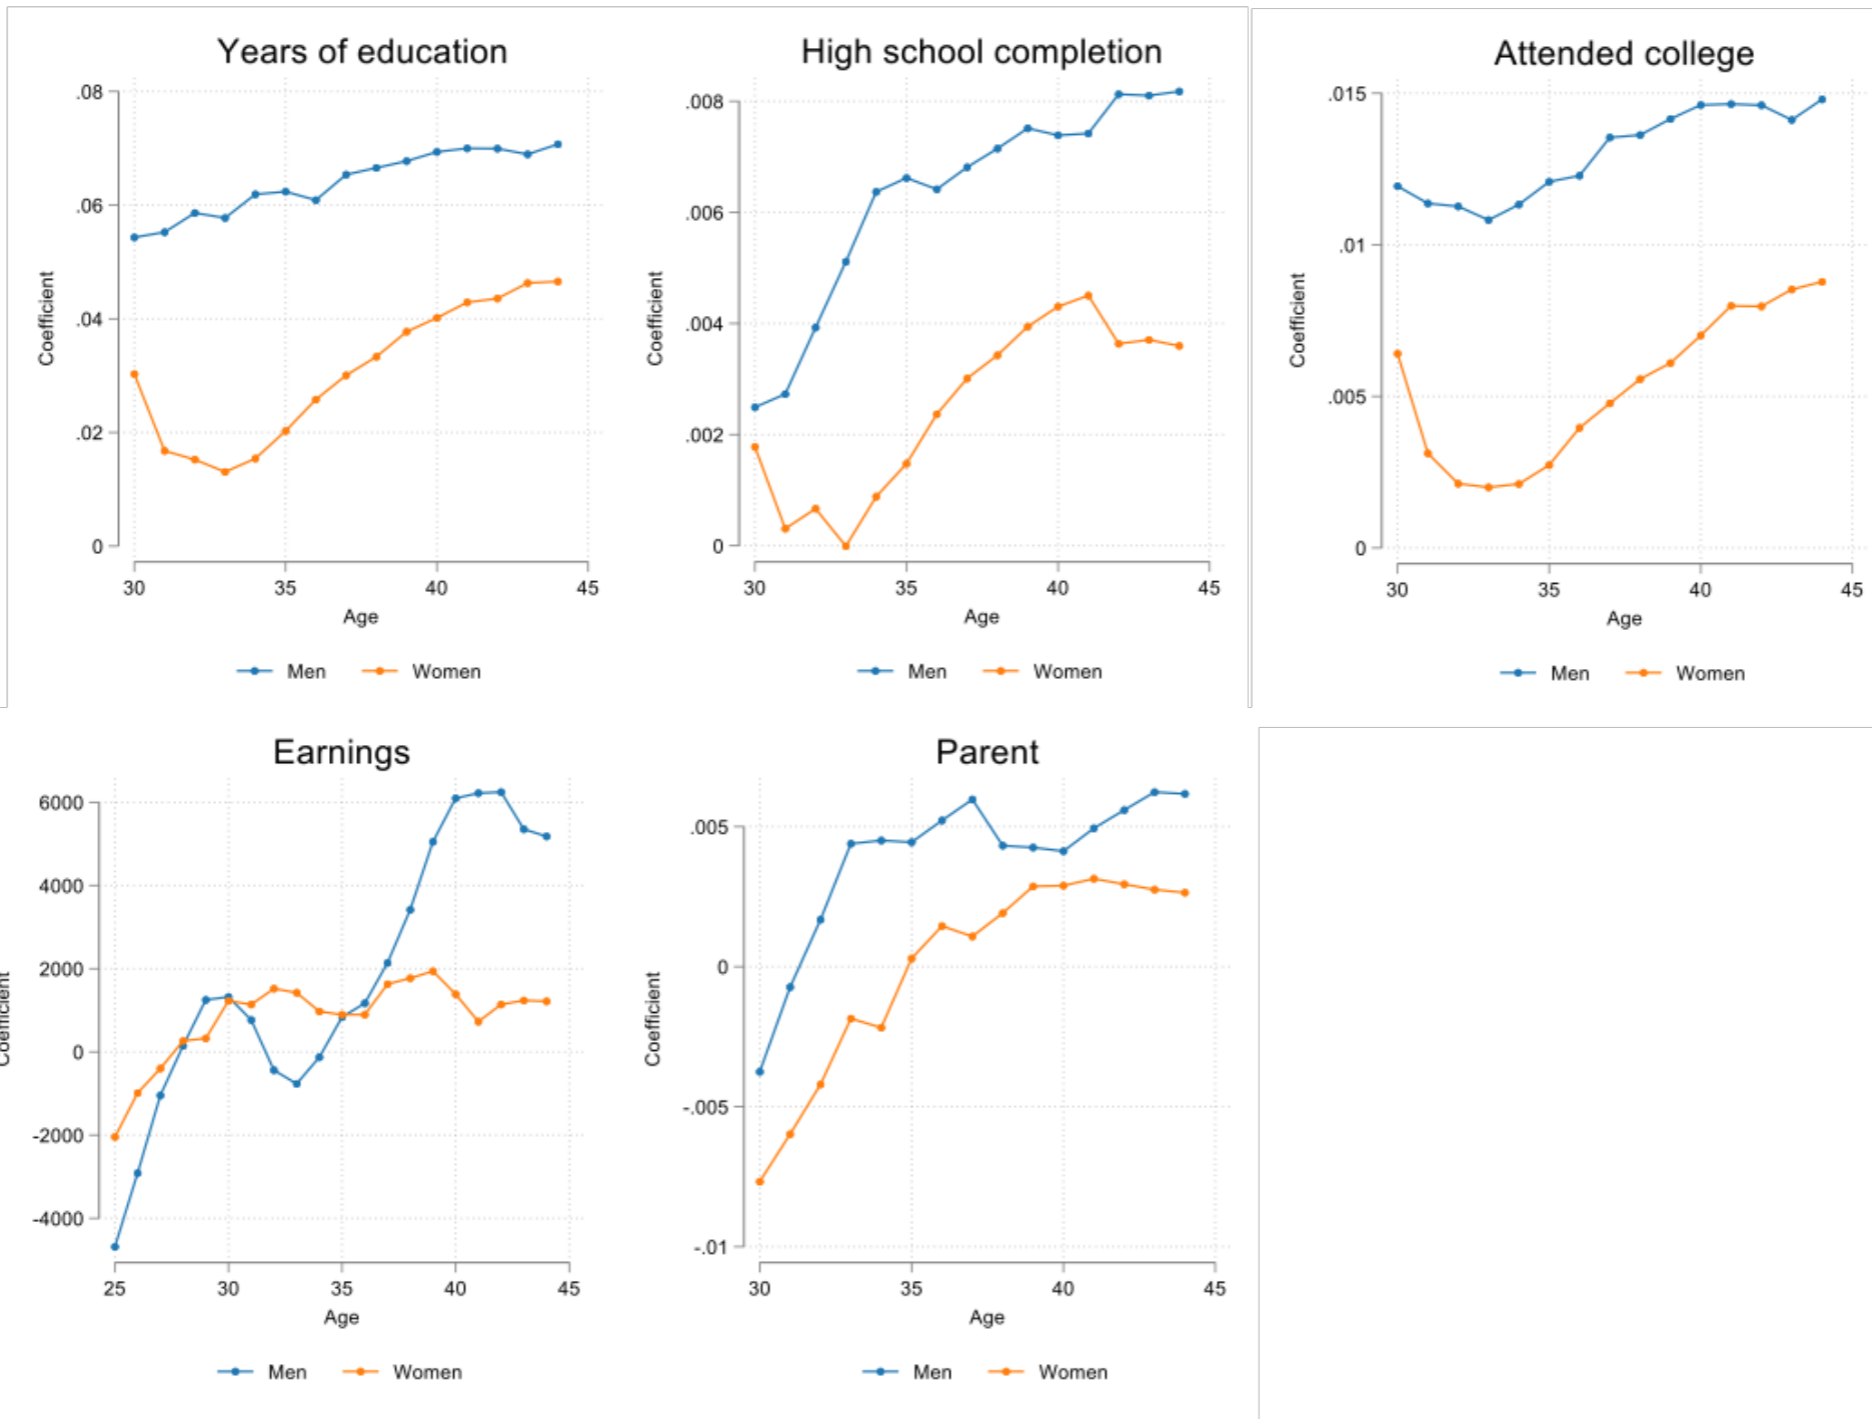 Years of education
.08
.06
.04
.02
0
Coefficient
30 35 40 45
Age
Men Women
High school completion
.008
.006
.004
.002
0
Coefficient
30 35 40 45
Age
Men Women
Attended college
.015
.01
.005
0
Coefficient
30 35 40 45
Age
Men Women
Earnings
6000
4000
2000
0
-2000
-4000
Coefficient
25 30 35 40 45
Age
Men Women
Parent
.005
0
-.005
-.01
Coefficient
30 35 40 45
Age
Men Women